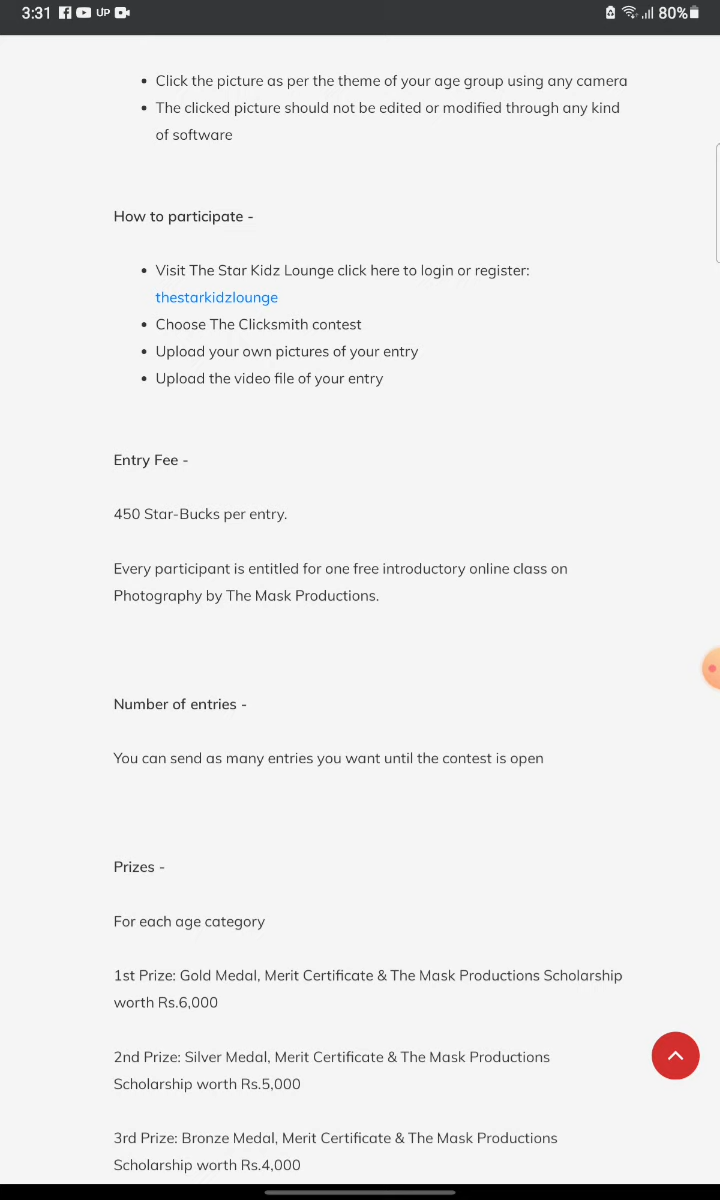 3:31 UP 80%
Click the picture as per the theme of your age group using any camera
The clicked picture should not be edited or modified through any kind
of software
How to participate -
Visit The Star Kidz Lounge click here to login or register:
thestarkidzlounge
Choose The Clicksmith contest
Upload your own pictures of your entry
Upload the video file of your entry
Entry Fee -
450 Star-Bucks per entry.
Every participant is entitled for one free introductory online class on
Photography by The Mask Productions.
Number of entries -
You can send as many entries you want until the contest is open
Prizes -
For each age category
1st Prize: Gold Medal, Merit Certificate & The Mask Productions Scholarship
worth Rs.6,000
2nd Prize: Silver Medal, Merit Certificate & The Mask Productions
Scholarship worth Rs.5,000
3rd Prize: Bronze Medal, Merit Certificate & The Mask Productions
Scholarship worth Rs.4,000